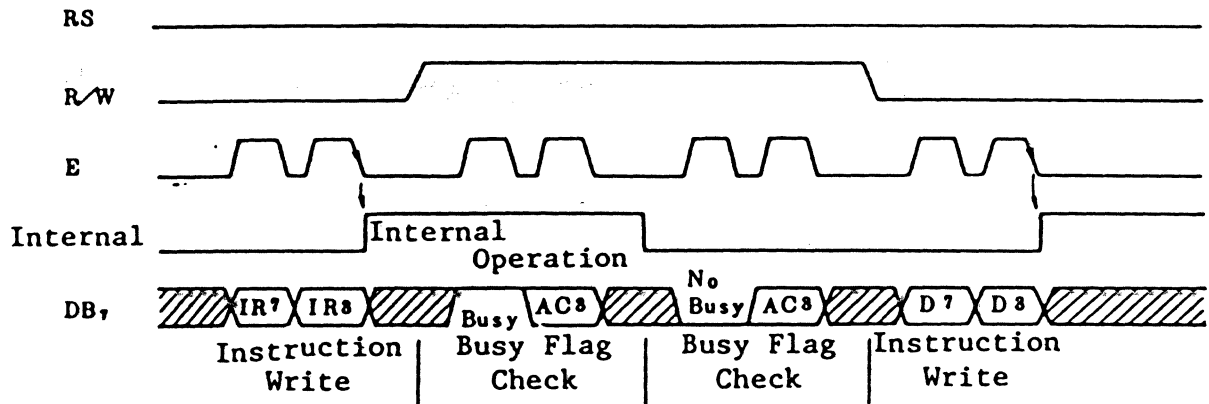 RS
R/W
E
Internal
Internal
Operation
DB7
IR7
IR3
Busy
AC3
No
Busy
AC3
D7
D3
Instruction
Write
Busy Flag
Check
Busy Flag
Check
Instruction
Write